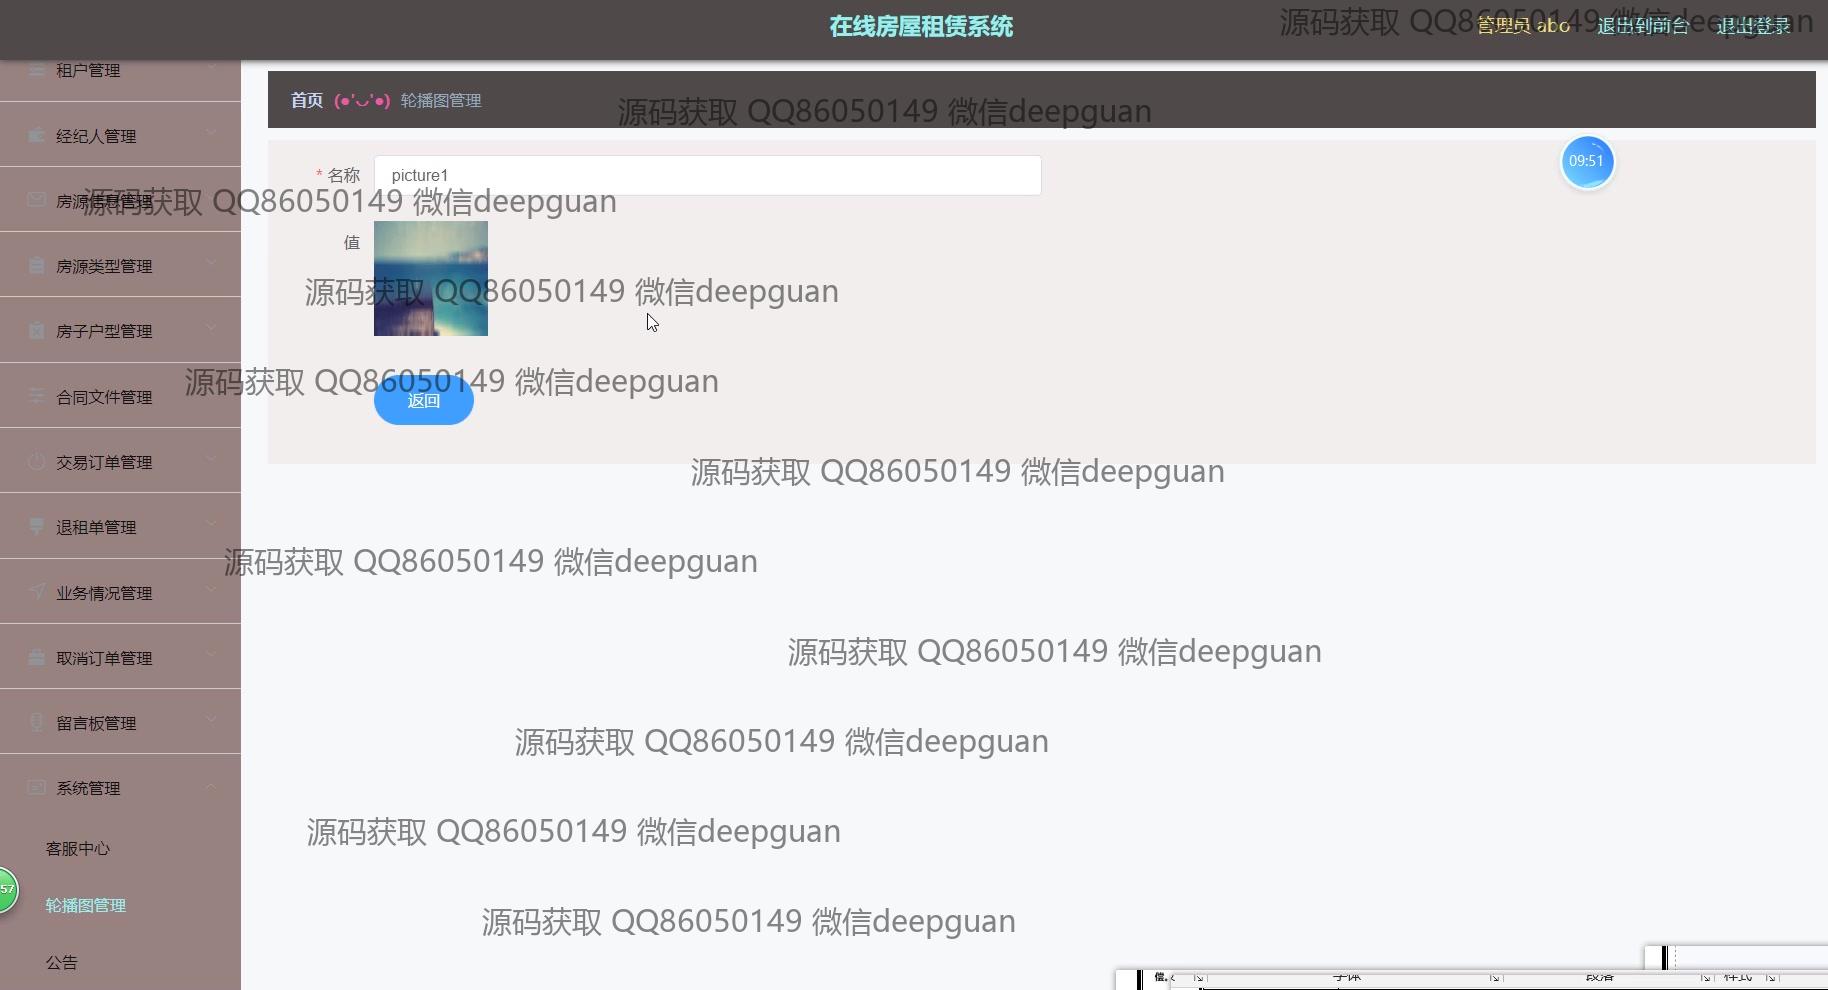 在线房屋租赁系统
管理员 abo 退出到前台 退出登录
源码获取 QQ86050149 微信deepguan
租户管理
首页 (●'◡'●) 轮播图管理
源码获取 QQ86050149 微信deepguan
经纪人管理
09:51
* 名称 picture1
房源信息管理
源码获取 QQ86050149 微信deepguan
值
房源类型管理
源码获取 QQ86050149 微信deepguan
房子户型管理
源码获取 QQ86050149 微信deepguan
合同文件管理
返回
交易订单管理
源码获取 QQ86050149 微信deepguan
退租单管理
源码获取 QQ86050149 微信deepguan
业务情况管理
取消订单管理
源码获取 QQ86050149 微信deepguan
留言板管理
源码获取 QQ86050149 微信deepguan
系统管理
源码获取 QQ86050149 微信deepguan
客服中心
57
轮播图管理
源码获取 QQ86050149 微信deepguan
公告
字体 段落 样式